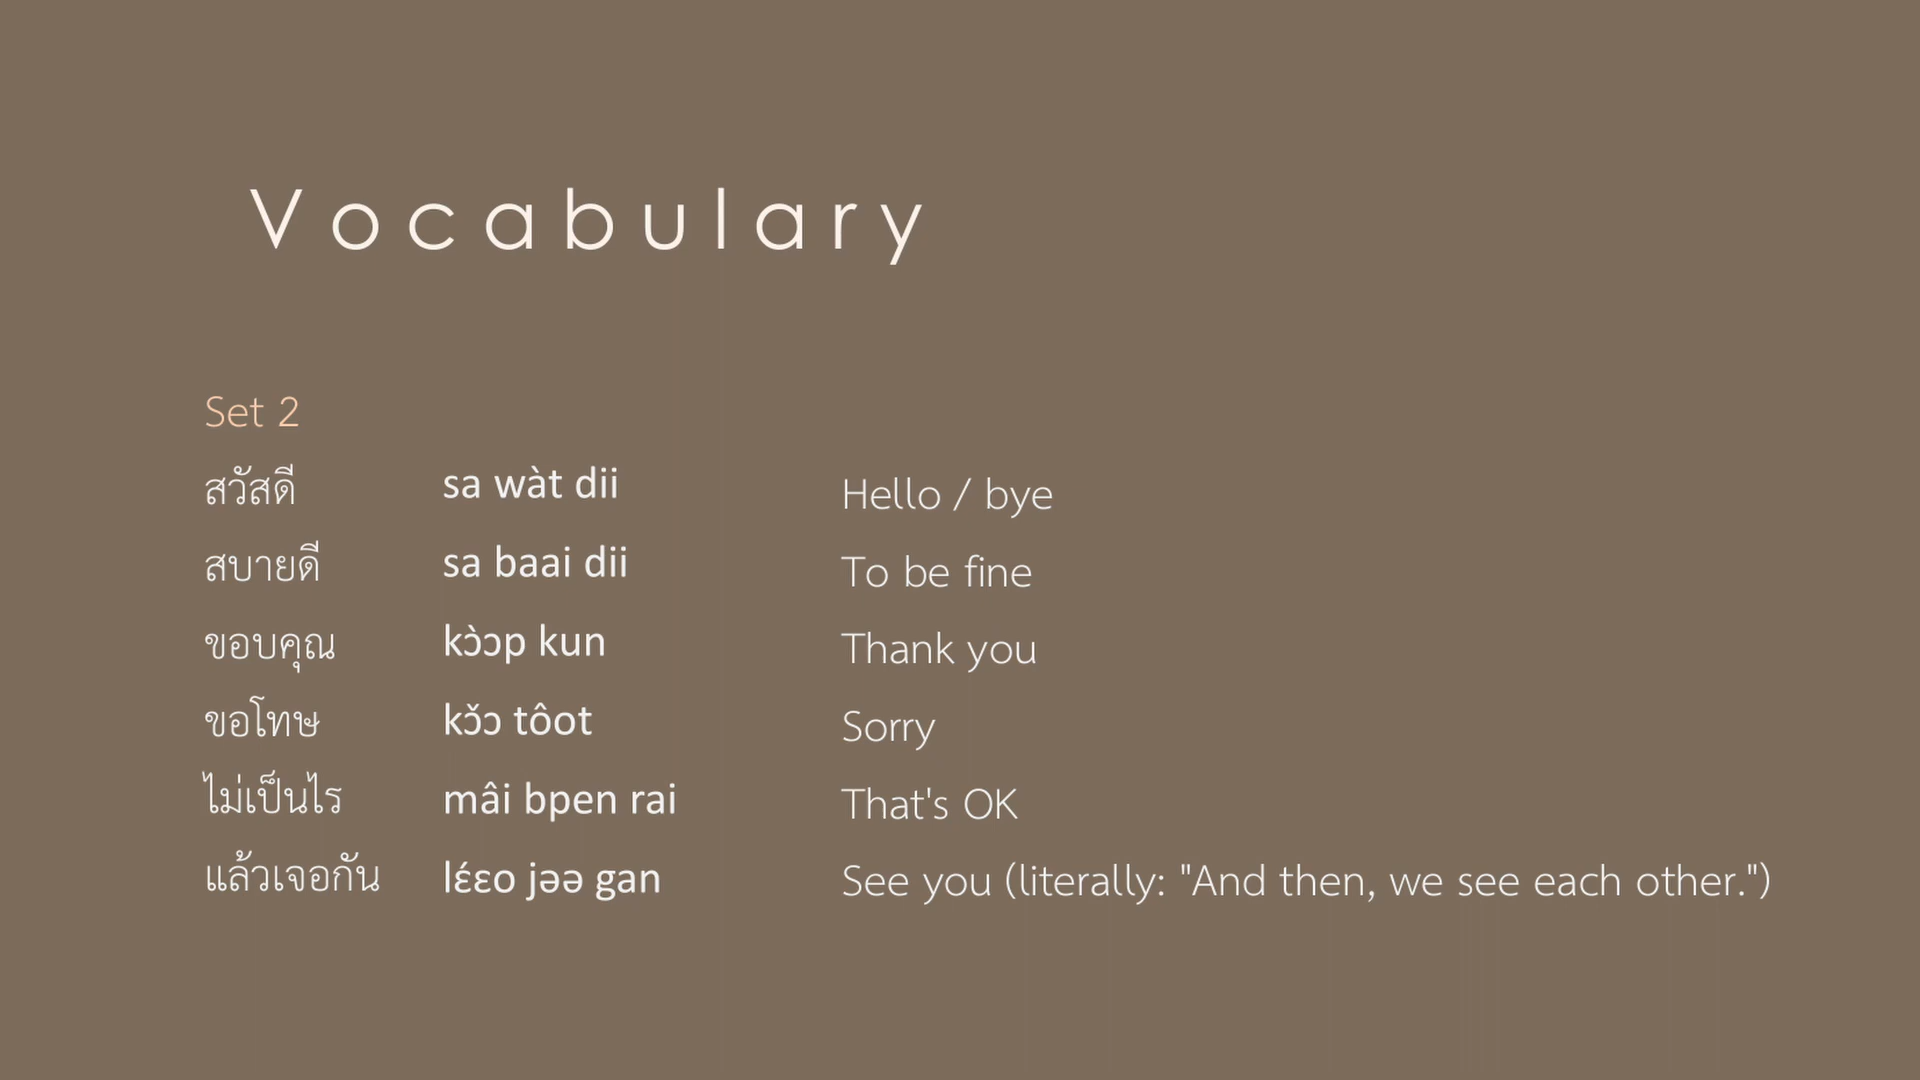 Vocabulary
Set 2
สวัสดี sa wàt dii Hello / bye
สบายดี sa baai dii To be fine
ขอบคุณ kɔ̀ɔp kun Thank you
ขอโทษ kɔ̌ɔ tôot Sorry
ไม่เป็นไร mâi bpen rai That's OK
แล้วเจอกัน lɛ́ɛo jəə gan See you (literally: "And then, we see each other.")